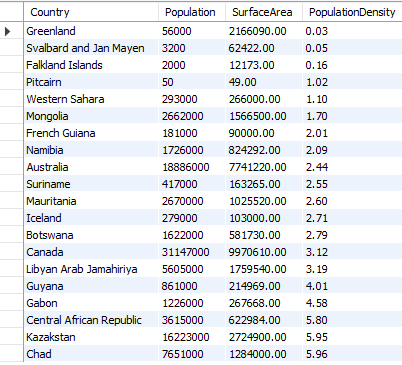 Country Population SurfaceArea PopulationDensity
Greenland 56000 2166090.00 0.03
Svalbard and Jan Mayen 3200 62422.00 0.05
Falkland Islands 2000 12173.00 0.16
Pitcairn 50 49.00 1.02
Western Sahara 293000 266000.00 1.10
Mongolia 2662000 1566500.00 1.70
French Guiana 181000 90000.00 2.01
Namibia 1726000 824292.00 2.09
Australia 18886000 7741220.00 2.44
Suriname 417000 163265.00 2.55
Mauritania 2670000 1025520.00 2.60
Iceland 279000 103000.00 2.71
Botswana 1622000 581730.00 2.79
Canada 31147000 9970610.00 3.12
Libyan Arab Jamahiriya 5605000 1759540.00 3.19
Guyana 861000 214969.00 4.01
Gabon 1226000 267668.00 4.58
Central African Republic 3615000 622984.00 5.80
Kazakstan 16223000 2724900.00 5.95
Chad 7651000 1284000.00 5.96